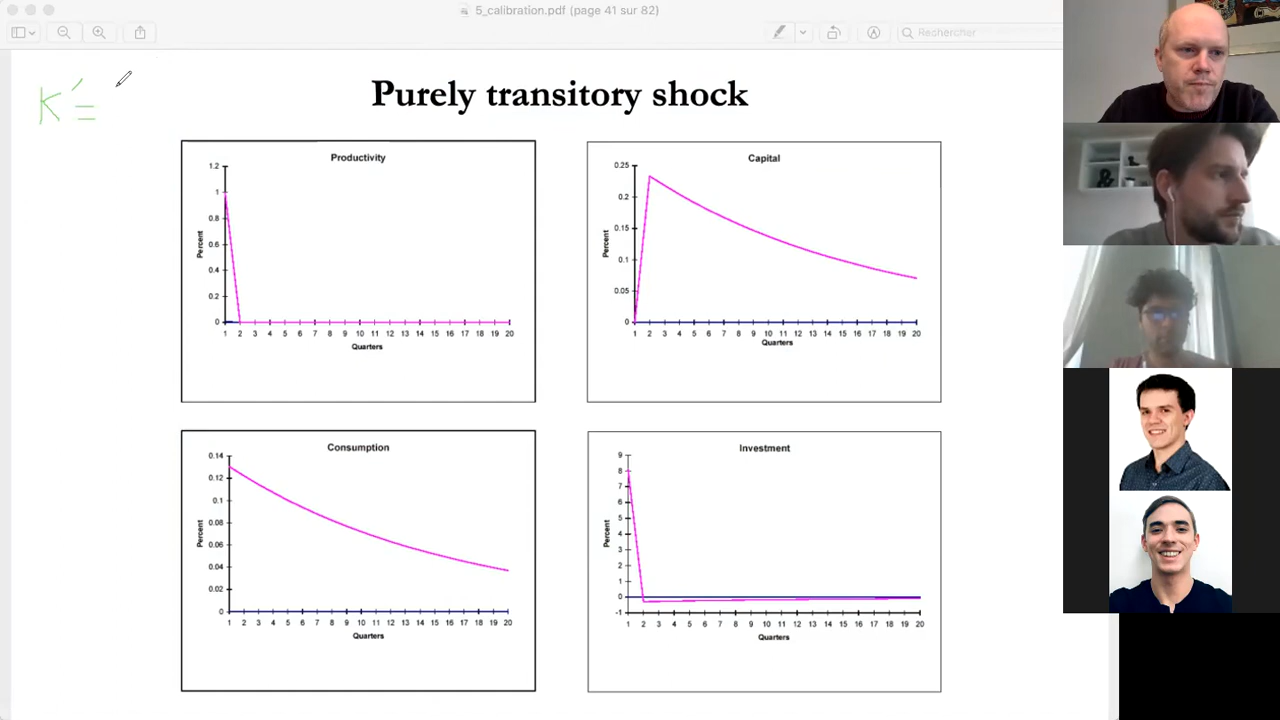 5_calibration.pdf (page 41 sur 82)
Rechercher
K' =
Purely transitory shock
Productivity
Percent
1.2
1
0.8
0.6
0.4
0.2
0
1 2 3 4 5 6 7 8 9 10 11 12 13 14 15 16 17 18 19 20
Quarters
Capital
Percent
0.25
0.2
0.15
0.1
0.05
0
1 2 3 4 5 6 7 8 9 10 11 12 13 14 15 16 17 18 19 20
Quarters
Consumption
Percent
0.14
0.12
0.1
0.08
0.06
0.04
0.02
0
1 2 3 4 5 6 7 8 9 10 11 12 13 14 15 16 17 18 19 20
Quarters
Investment
Percent
9
8
7
6
5
4
3
2
1
0
-1
1 2 3 4 5 6 7 8 9 10 11 12 13 14 15 16 17 18 19 20
Quarters